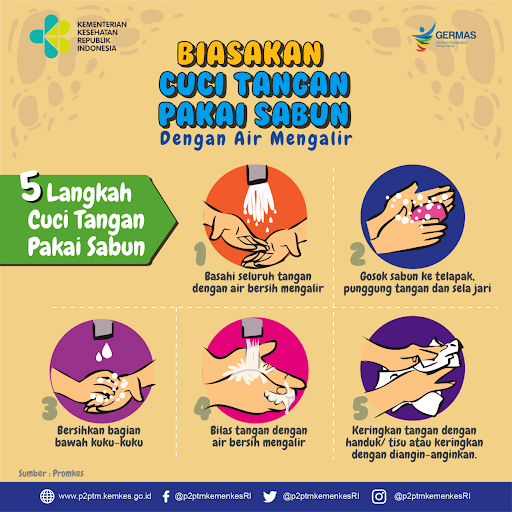 KEMENTERIAN
KESEHATAN
REPUBLIK
INDONESIA
GERMAS
BIASAKAN
CUCI TANGAN
PAKAI SABUN
Dengan Air Mengalir
5 Langkah
Cuci Tangan
Pakai Sabun
1
Basahi seluruh tangan
dengan air bersih mengalir
2
Gosok sabun ke telapak,
punggung tangan dan sela jari
3
Bersihkan bagian
bawah kuku-kuku
4
Bilas tangan dengan
air bersih mengalir
5
Keringkan tangan dengan
handuk/ tisu atau keringkan
dengan diangin-anginkan.
Sumber : Promkes
www.p2ptm.kemkes.go.id @p2ptmkemenkesRI @p2ptmkemenkesRI @p2ptmkemenkesRI